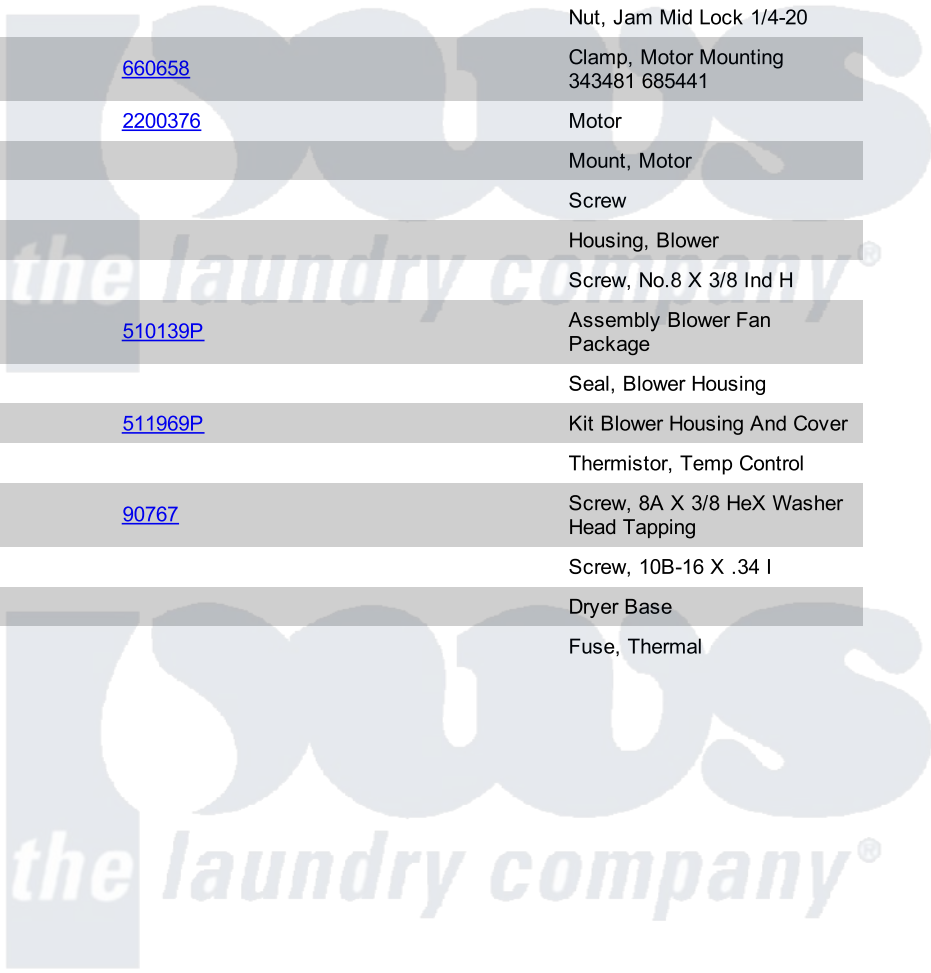 Nut, Jam Mid Lock 1/4-20
660658 Clamp, Motor Mounting
343481 685441
2200376 Motor
Mount, Motor
Screw
Housing, Blower
Screw, No.8 X 3/8 Ind H
510139P Assembly Blower Fan
Package
Seal, Blower Housing
511969P Kit Blower Housing And Cover
Thermistor, Temp Control
90767 Screw, 8A X 3/8 HeX Washer
Head Tapping
Screw, 10B-16 X .34 I
Dryer Base
Fuse, Thermal
pws
the laundry company®
pws
the laundry company®